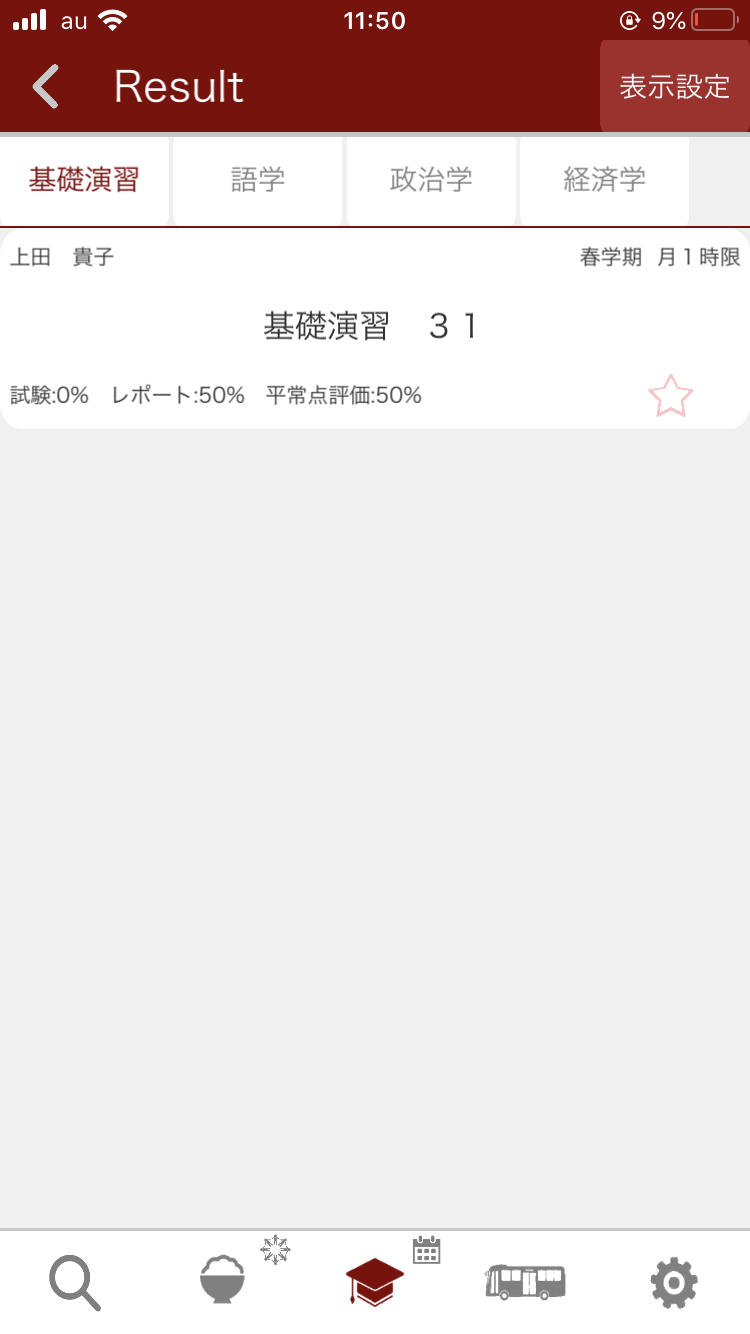 au 11:50 9%
Result 表示設定
基礎演習 語学 政治学 経済学
上田　貴子 春学期 月１時限
基礎演習　３１
試験:0% レポート:50% 平常点評価:50%